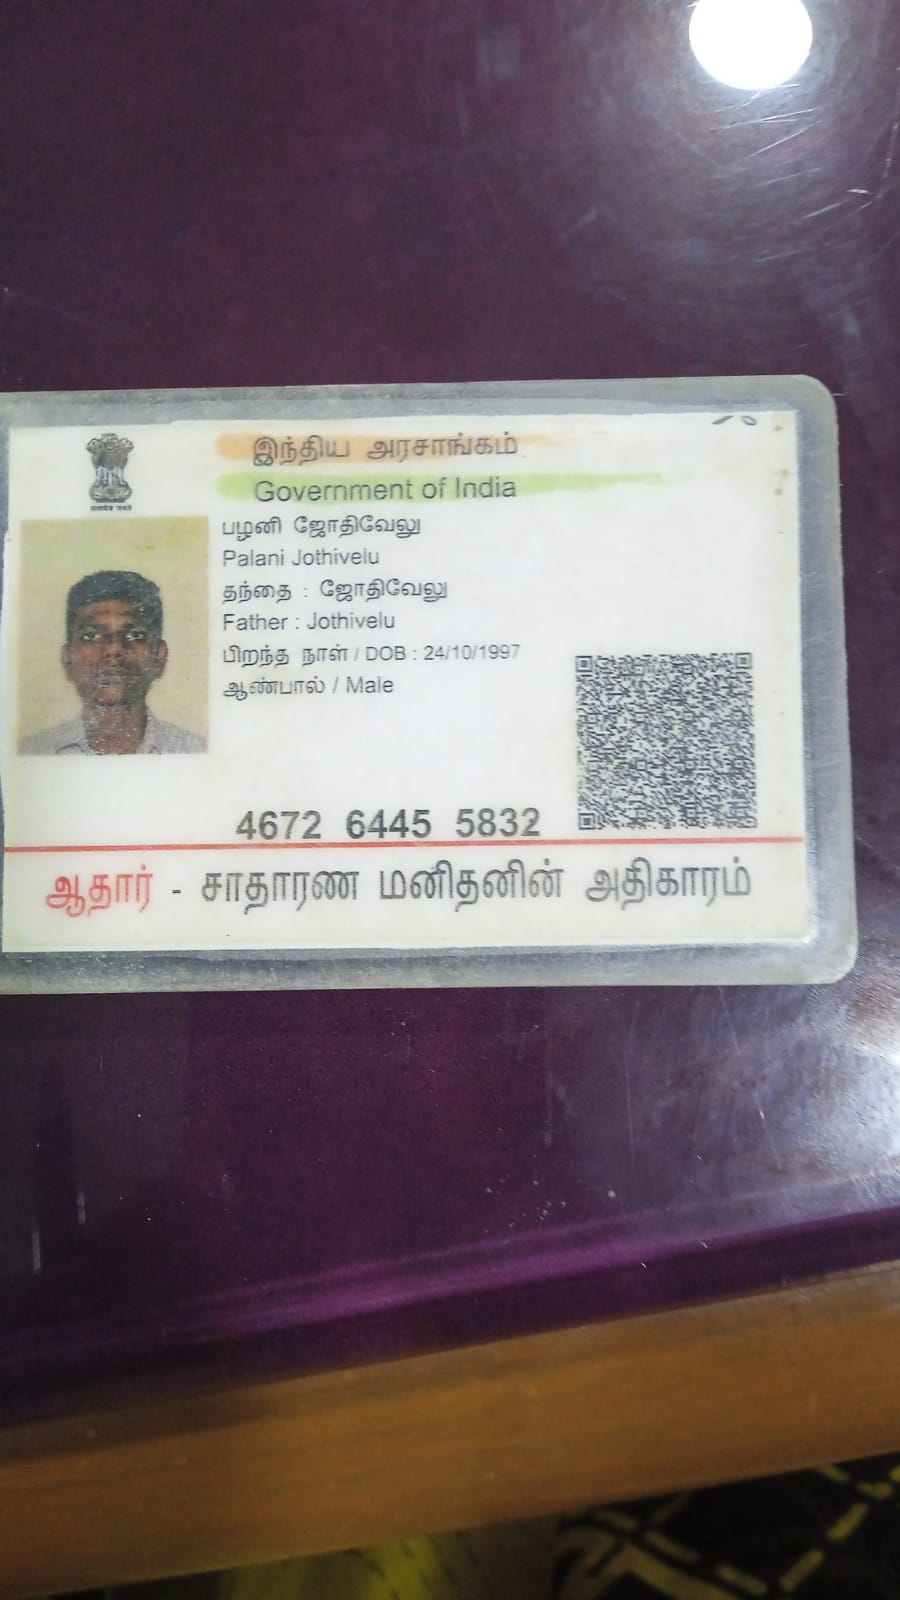 இந்திய அரசாங்கம்
Government of India
பழனி ஜோதிவேலு
Palani Jothivelu
தந்தை : ஜோதிவேலு
Father : Jothivelu
பிறந்த நாள் / DOB : 24/10/1997
ஆண்பால் / Male
4672 6445 5832
ஆதார் - சாதாரண மனிதனின் அதிகாரம்